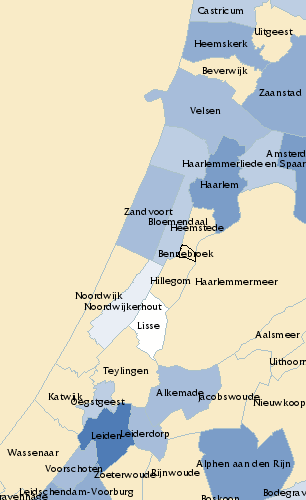 Castricum
Uitgeest
Heemskerk
Beverwijk
Zaanstad
Velsen
Amsterd
Haarlemmerliede en Spaar
Haarlem
Zandvoort
Bloemendaal
Heemstede
Bennebroek
Hillegom
Haarlemmermeer
Noordwijk
Noordwijkerhout
Lisse
Aalsmeer
Uithoorn
Teylingen
Alkemade
Jacobswoude
Katwijk
Oegstgeest
Nieuwkoop
Leiden
Leiderdorp
Wassenaar
Voorschoten
Zoeterwoude
Rijnwoude
Alphen aan den Rijn
Leidschendam-Voorburg
Bodegrav
Boskoop
ravenhage